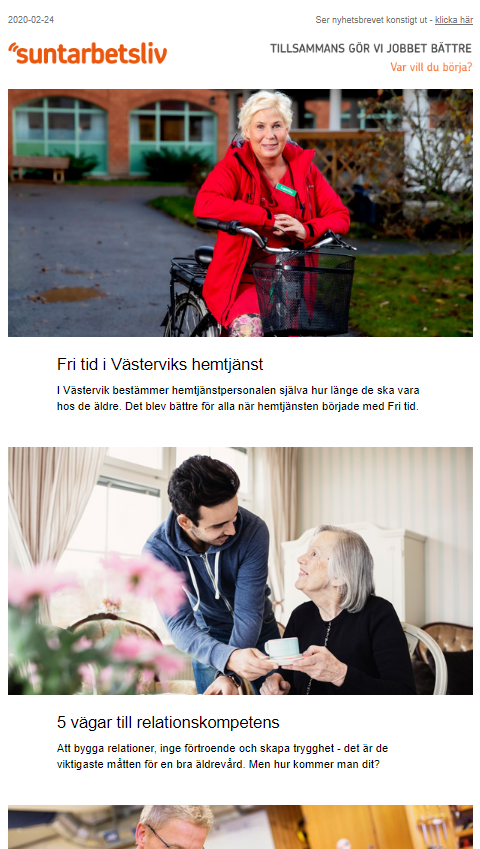 2020-02-24
Ser nyhetsbrevet konstigt ut - klicka här
suntarbetsliv
TILLSAMMANS GÖR VI JOBBET BÄTTRE
Var vill du börja?
Fri tid i Västerviks hemtjänst
I Västervik bestämmer hemtjänstpersonalen själva hur länge de ska vara
hos de äldre. Det blev bättre för alla när hemtjänsten började med Fri tid.
5 vägar till relationskompetens
Att bygga relationer, inge förtroende och skapa trygghet - det är de
viktigaste måtten för en bra äldrevård. Men hur kommer man dit?